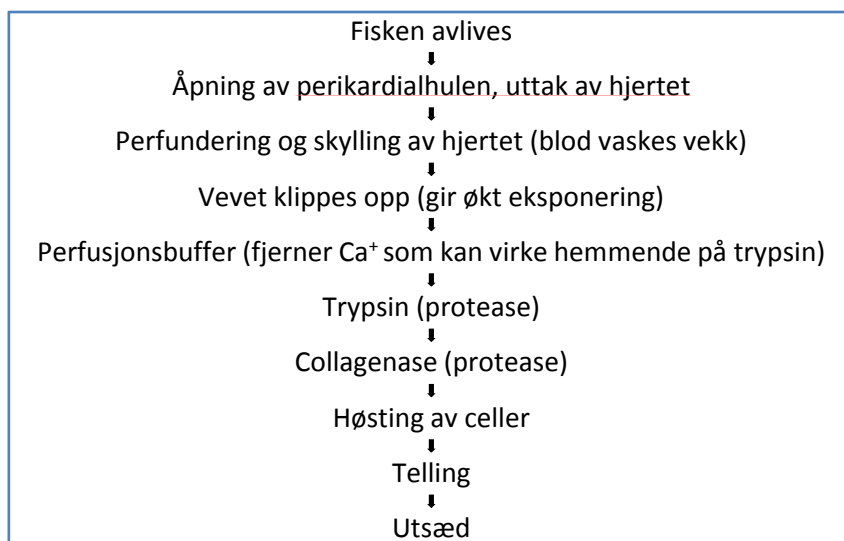 Fisken avlives
Åpning av perikardialhulen, uttak av hjertet
Perfundering og skylling av hjertet (blod vaskes vekk)
Vevet klippes opp (gir økt eksponering)
Perfusjonsbuffer (fjerner Ca⁺ som kan virke hemmende på trypsin)
Trypsin (protease)
Collagenase (protease)
Høsting av celler
Telling
Utsæd